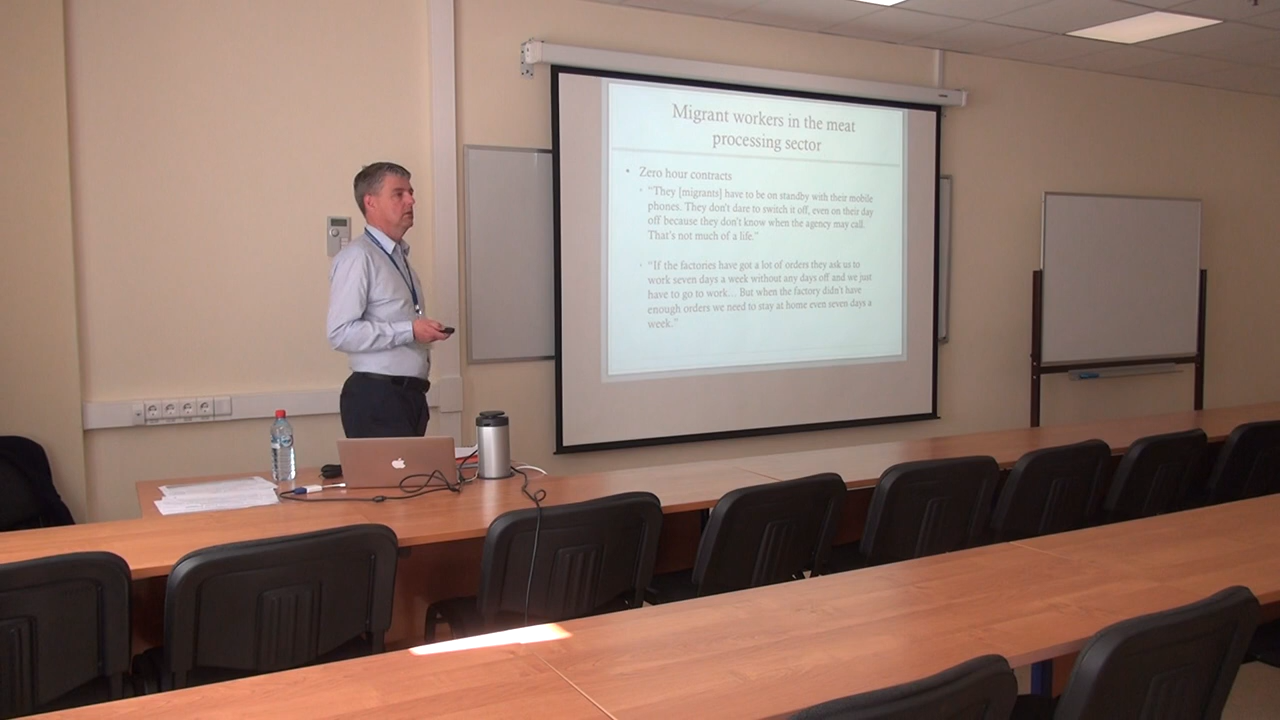 Migrant workers in the meat
processing sector
• Zero hour contracts
• “They [migrants] have to be on standby with their mobile
phones. They don't dare to switch it off, even on their day
off because they don't know when the agency may call.
That's not much of a life.”
• “If the factories have got a lot of orders they ask us to
work seven days a week without any days off and we just
have to go to work… But when the factory didn't have
enough orders we need to stay at home even seven days a
week.”